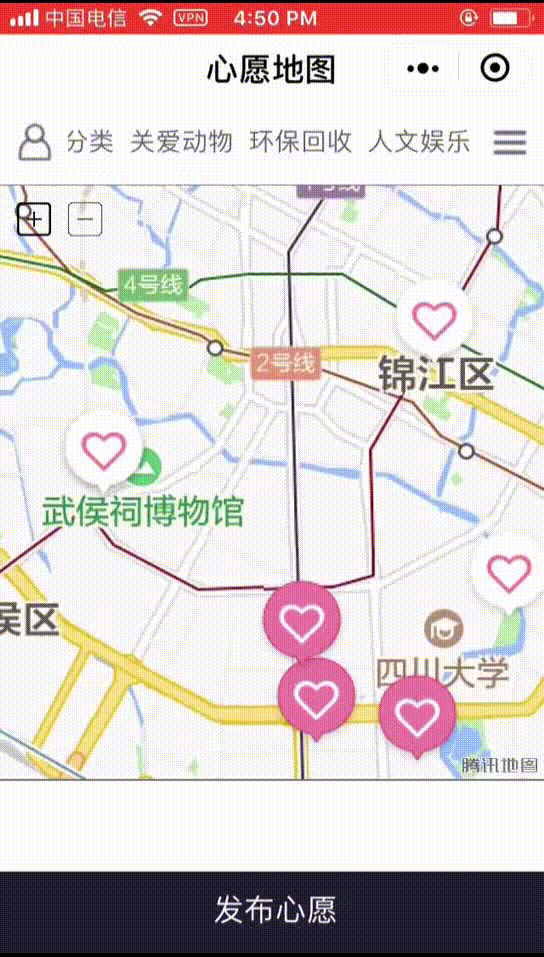 中国电信 VPN 4:50 PM
心愿地图
分类 关爱动物 环保回收 人文娱乐
4号线
2号线
锦江区
武侯祠博物馆
侯区
四川大学
腾讯地图
发布心愿